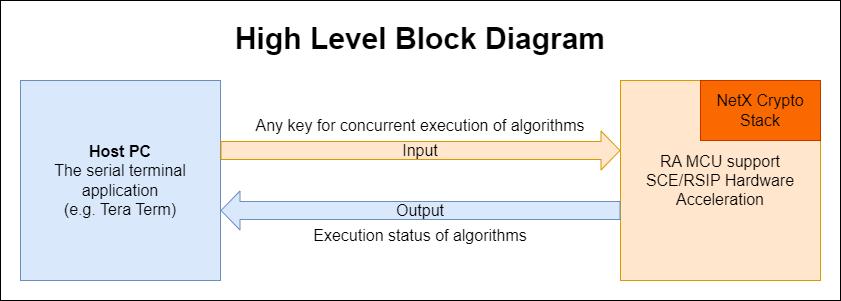 High Level Block Diagram
NetX Crypto
Stack
Any key for concurrent execution of algorithms
Input
Host PC
The serial terminal
application
(e.g. Tera Term)
RA MCU support
SCE/RSIP Hardware
Acceleration
Output
Execution status of algorithms